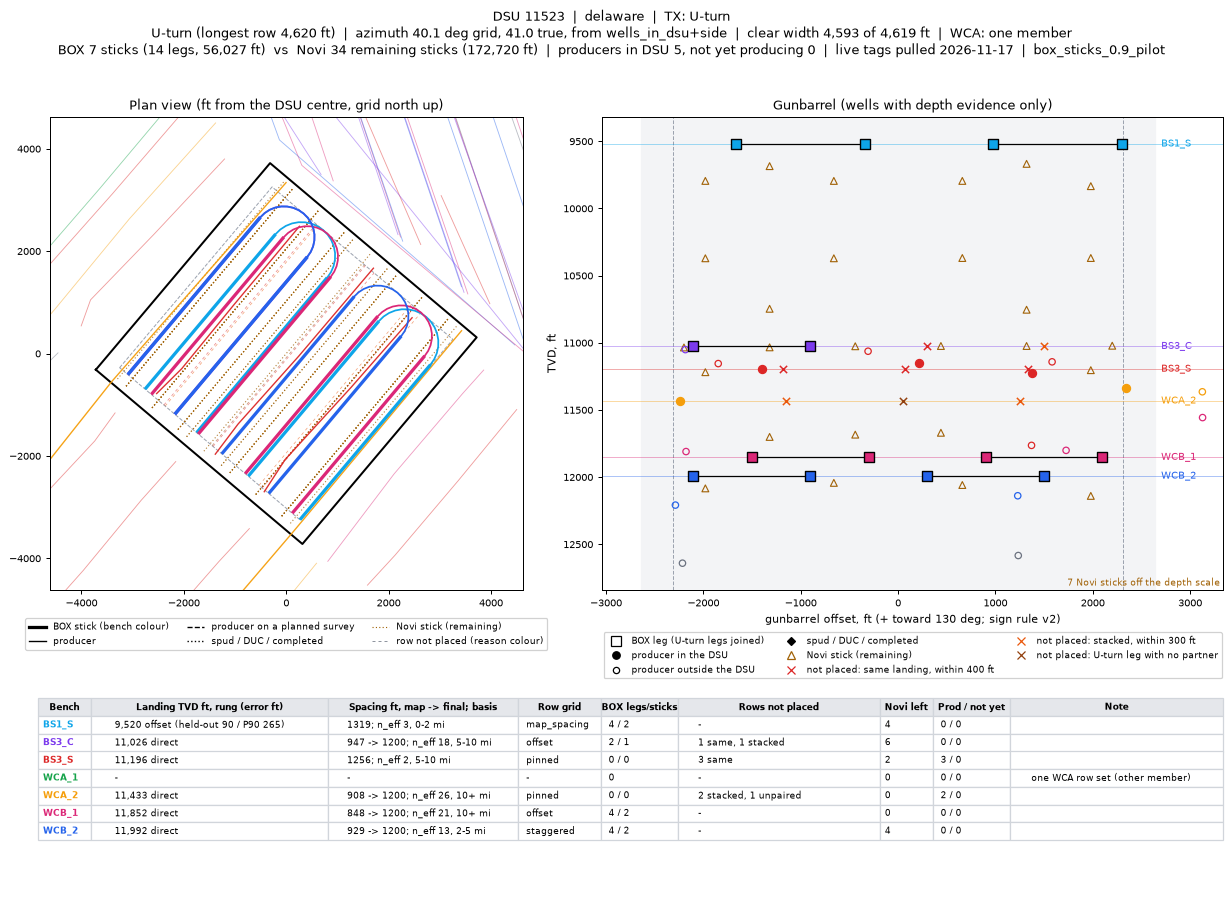 DSU 11523 | delaware | TX: U-turn
U-turn (longest row 4,620 ft) | azimuth 40.1 deg grid, 41.0 true, from wells_in_dsu+side | clear width 4,593 of 4,619 ft | WCA: one member
BOX 7 sticks (14 legs, 56,027 ft) vs Novi 34 remaining sticks (172,720 ft) | producers in DSU 5, not yet producing 0 | live tags pulled 2026-11-17 | box_sticks_0.9_pilot
Plan view (ft from the DSU centre, grid north up)
4000
2000
0
−2000
−4000
−4000 −2000 0 2000 4000
BOX stick (bench colour)
producer
producer on a planned survey
spud / DUC / completed
Novi stick (remaining)
row not placed (reason colour)
Gunbarrel (wells with depth evidence only)
TVD, ft
9500
10000
10500
11000
11500
12000
12500
BS1_S
BS3_C
BS3_S
WCA_2
WCB_1
WCB_2
7 Novi sticks off the depth scale
−3000 −2000 −1000 0 1000 2000 3000
gunbarrel offset, ft (+ toward 130 deg; sign rule v2)
BOX leg (U-turn legs joined)
producer in the DSU
producer outside the DSU
spud / DUC / completed
Novi stick (remaining)
not placed: same landing, within 400 ft
not placed: stacked, within 300 ft
not placed: U-turn leg with no partner
Bench Landing TVD ft, rung (error ft) Spacing ft, map -> final; basis Row grid BOX legs/sticks Rows not placed Novi left Prod / not yet Note
BS1_S 9,520 offset (held-out 90 / P90 265) 1319; n_eff 3, 0-2 mi map_spacing 4 / 2 - 4 0 / 0
BS3_C 11,026 direct 947 -> 1200; n_eff 18, 5-10 mi offset 2 / 1 1 same, 1 stacked 6 0 / 0
BS3_S 11,196 direct 1256; n_eff 2, 5-10 mi pinned 0 / 0 3 same 2 3 / 0
WCA_1 - - - 0 - 0 0 / 0 one WCA row set (other member)
WCA_2 11,433 direct 908 -> 1200; n_eff 26, 10+ mi pinned 0 / 0 2 stacked, 1 unpaired 0 2 / 0
WCB_1 11,852 direct 848 -> 1200; n_eff 21, 10+ mi offset 4 / 2 - 0 0 / 0
WCB_2 11,992 direct 929 -> 1200; n_eff 13, 2-5 mi staggered 4 / 2 - 4 0 / 0